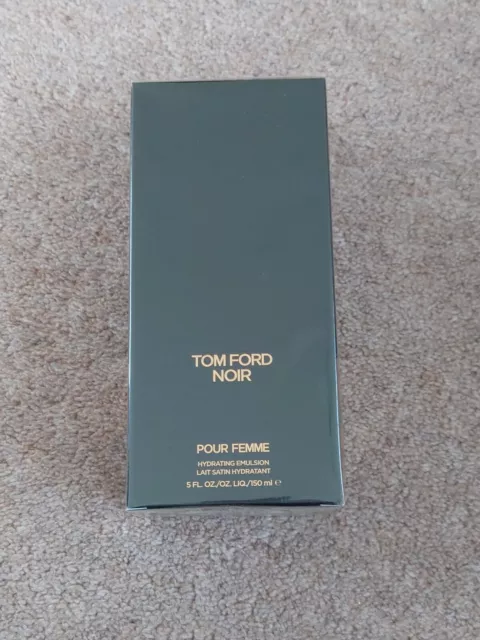 TOM FORD
NOIR
POUR FEMME
HYDRATING EMULSION
LAIT SATIN HYDRATANT
5 FL. OZ./OZ. LIQ./150 ml ℮